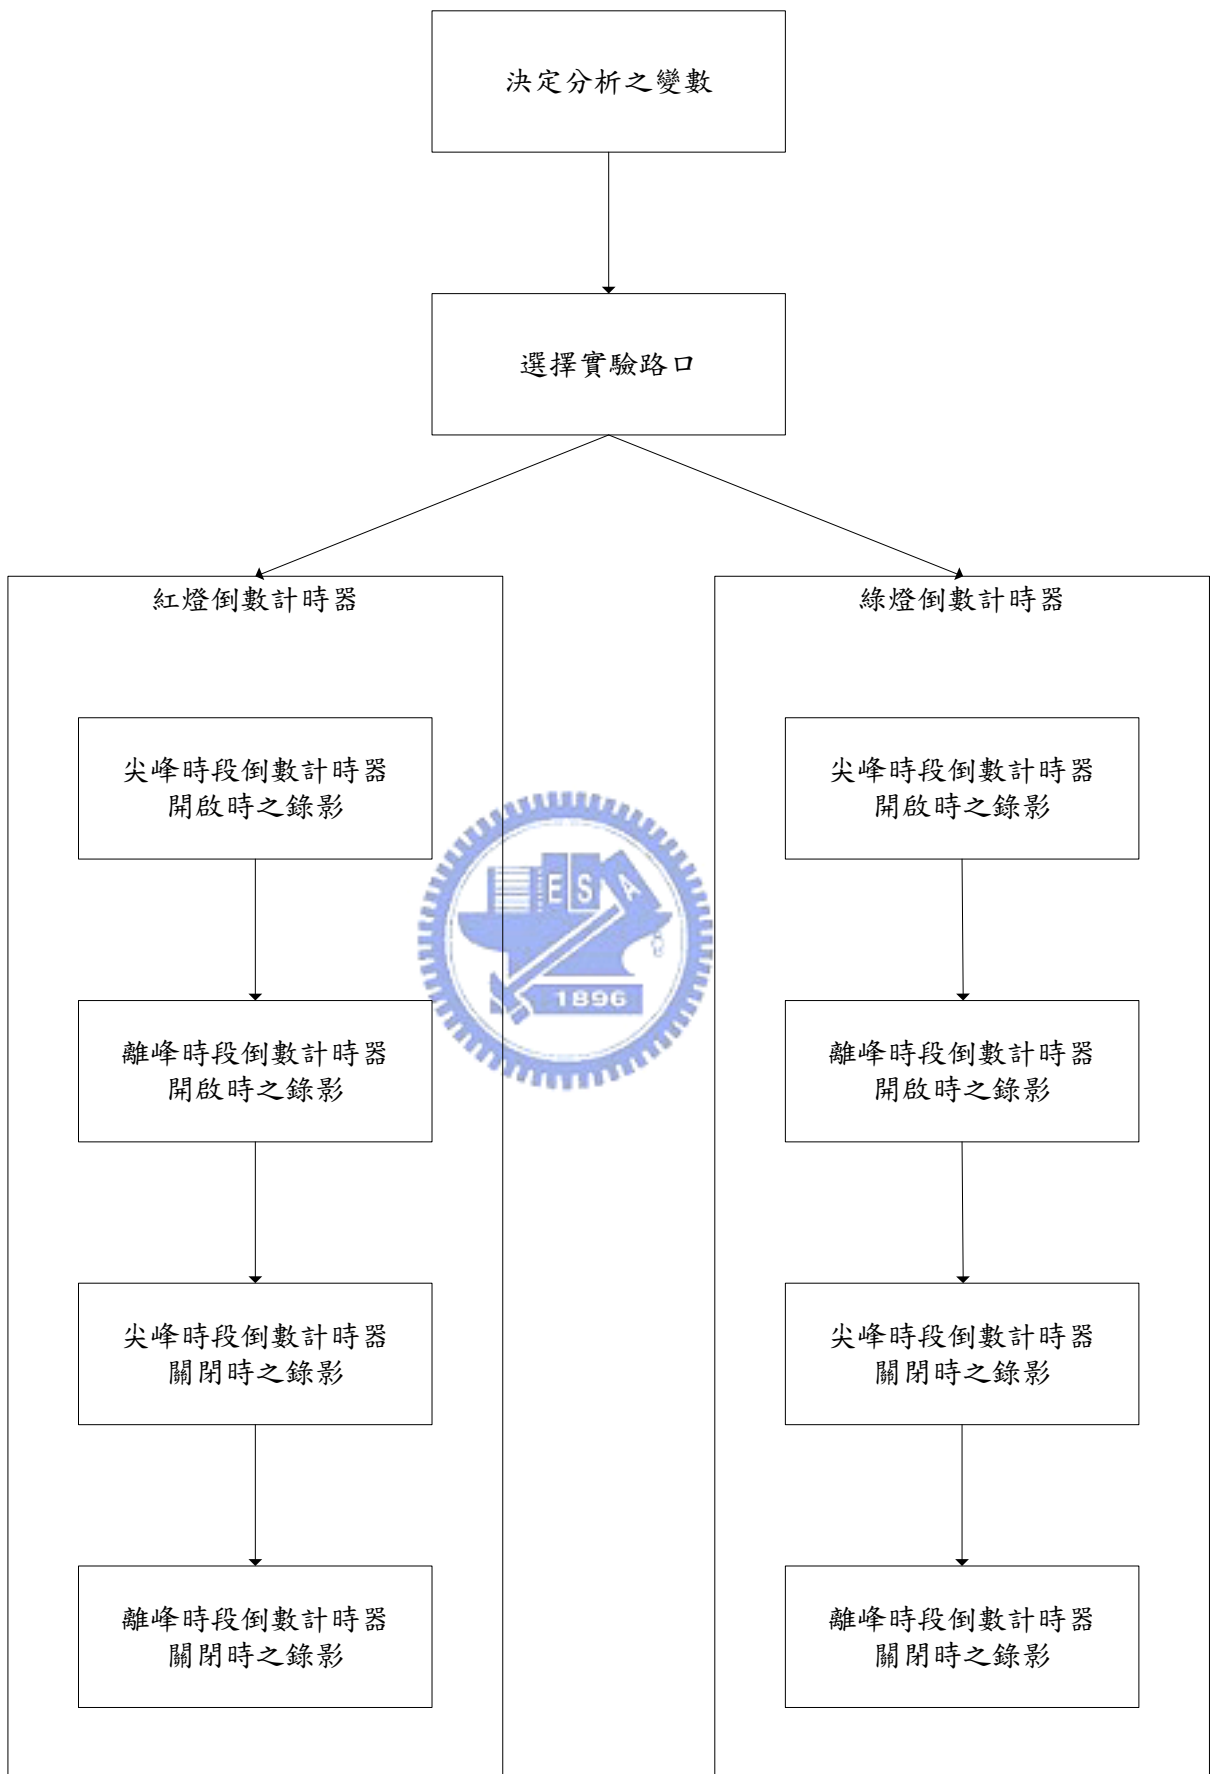 決定分析之變數
選擇實驗路口
紅燈倒數計時器
尖峰時段倒數計時器
開啟時之錄影
離峰時段倒數計時器
開啟時之錄影
尖峰時段倒數計時器
關閉時之錄影
離峰時段倒數計時器
關閉時之錄影
綠燈倒數計時器
尖峰時段倒數計時器
開啟時之錄影
離峰時段倒數計時器
開啟時之錄影
尖峰時段倒數計時器
關閉時之錄影
離峰時段倒數計時器
關閉時之錄影
E S A
1896